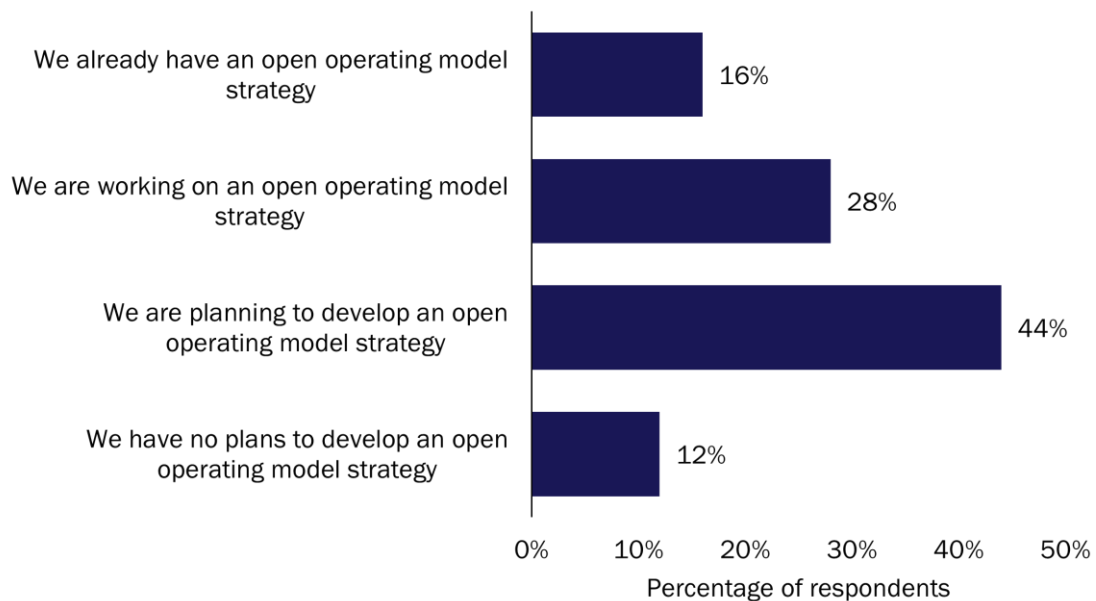 We already have an open operating model
strategy
16%
We are working on an open operating model
strategy
28%
We are planning to develop an open
operating model strategy
44%
We have no plans to develop an open
operating model strategy
12%
0% 10% 20% 30% 40% 50%
Percentage of respondents